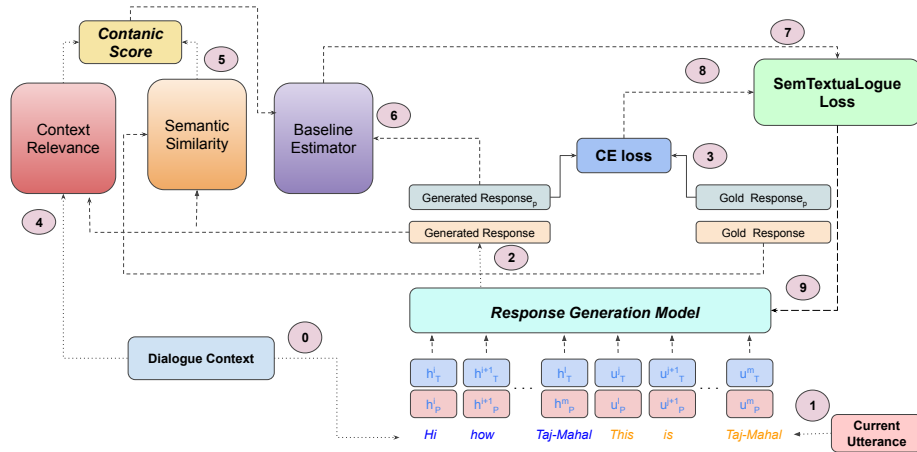 7
Contanic
Score
5
8
SemTextuaLogue
Loss
Context
Relevance
Semantic
Similarity
Baseline
Estimator
6
CE loss
3
Generated Response_p
Gold Response_p
4
Generated Response
Gold Response
2
9
Response Generation Model
0
Dialogue Context
h^i_T h^{i+1}_T h^i_T u^j_T u^{j+1}_T u^m_T
. . . . . .
h^i_P h^{i+1}_P h^m_P u^j_P u^{j+1}_P u^m_P
1
Hi how Taj-Mahal This is Taj-Mahal
Current
Utterance